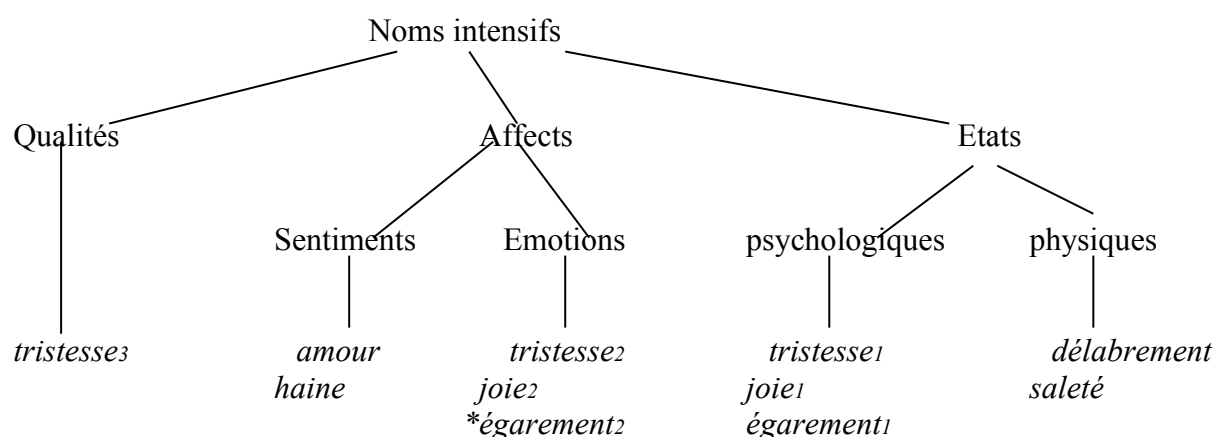 Noms intensifs
Qualités Affects Etats
Sentiments Emotions psychologiques physiques
tristesse3 amour tristesse2 tristesse1 délabrement
haine joie2 joie1 saleté
*égarement2 égarement1